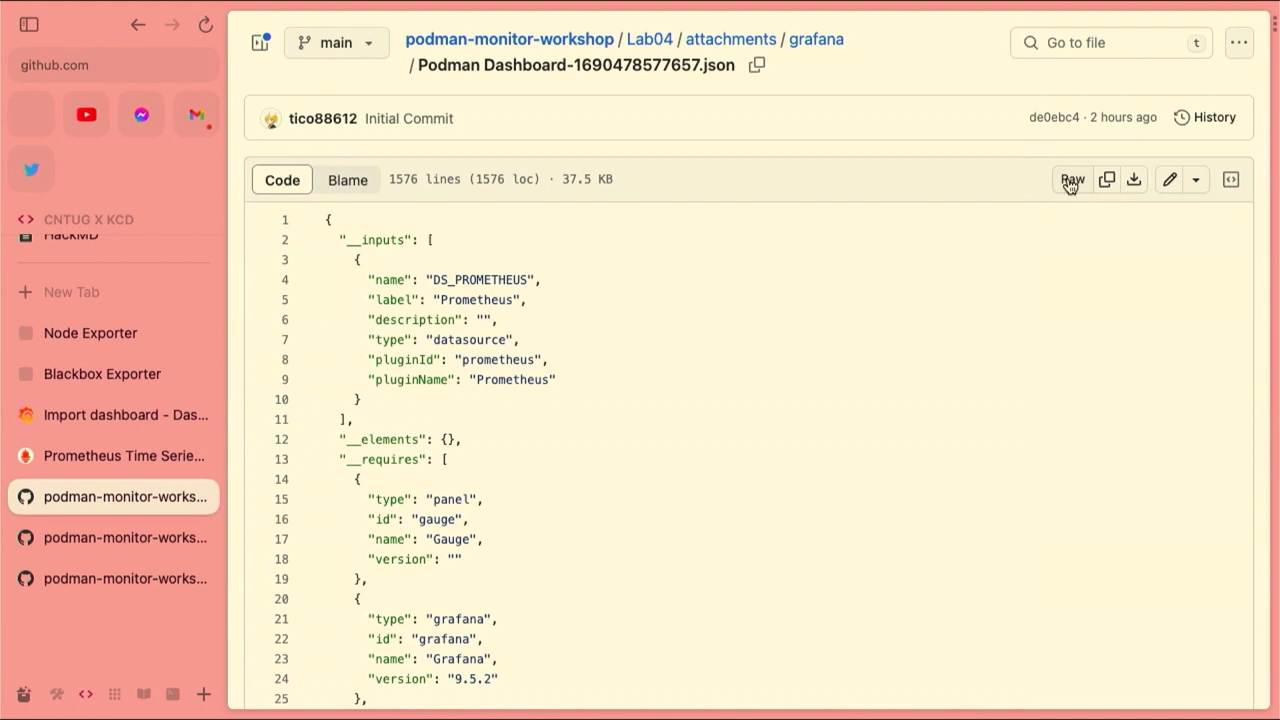 github.com
CNTUG X KCD
HackMD
New Tab
Node Exporter
Blackbox Exporter
Import dashboard - Das...
Prometheus Time Serie...
podman-monitor-works...
podman-monitor-works...
podman-monitor-works...
main
podman-monitor-workshop / Lab04 / attachments / grafana
/ Podman Dashboard-1690478577657.json
Go to file
t
tico88612 Initial Commit
de0ebc4 · 2 hours ago
History
Code
Blame
1576 lines (1576 loc) · 37.5 KB
Raw
1 {
2 "__inputs": [
3 {
4 "name": "DS_PROMETHEUS",
5 "label": "Prometheus",
6 "description": "",
7 "type": "datasource",
8 "pluginId": "prometheus",
9 "pluginName": "Prometheus"
10 }
11 ],
12 "__elements": {},
13 "__requires": [
14 {
15 "type": "panel",
16 "id": "gauge",
17 "name": "Gauge",
18 "version": ""
19 },
20 {
21 "type": "grafana",
22 "id": "grafana",
23 "name": "Grafana",
24 "version": "9.5.2"
25 },